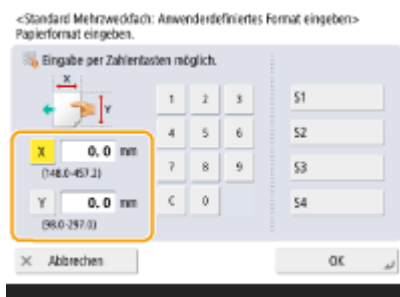 <Standard Mehrzweckfach: Anwenderdefiniertes Format eingeben>
Papierformat eingeben.
Eingabe per Zahlentasten möglich.
X
Y
1 2 3
4 5 6
7 8 9
C 0
X 0.0 mm
(148.0-457.2)
Y 0.0 mm
(98.0-297.0)
S1
S2
S3
S4
× Abbrechen
OK